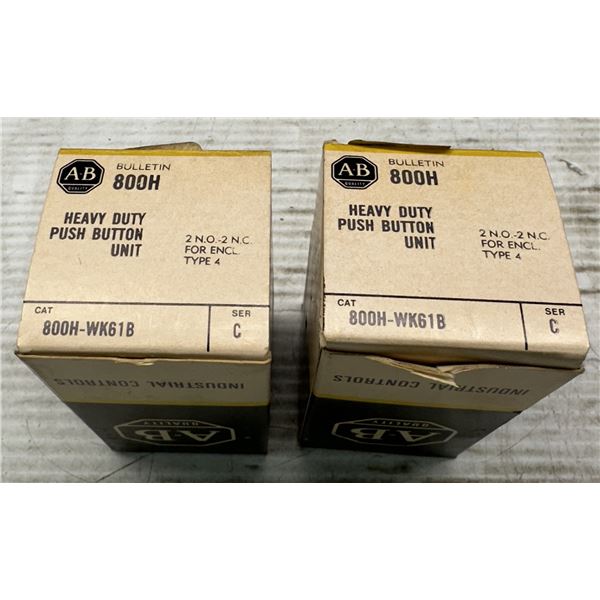 A-B
QUALITY
BULLETIN
800H
HEAVY DUTY
PUSH BUTTON
UNIT
2 N.O.-2 N.C.
FOR ENCL.
TYPE 4
CAT
800H-WK61B
SER
C
INDUSTRIAL CONTROLS
A-B
QUALITY
A-B
QUALITY
BULLETIN
800H
HEAVY DUTY
PUSH BUTTON
UNIT
2 N.O.-2 N.C.
FOR ENCL.
TYPE 4
CAT
800H-WK61B
SER
C
INDUSTRIAL CONTROLS
A-B
QUALITY